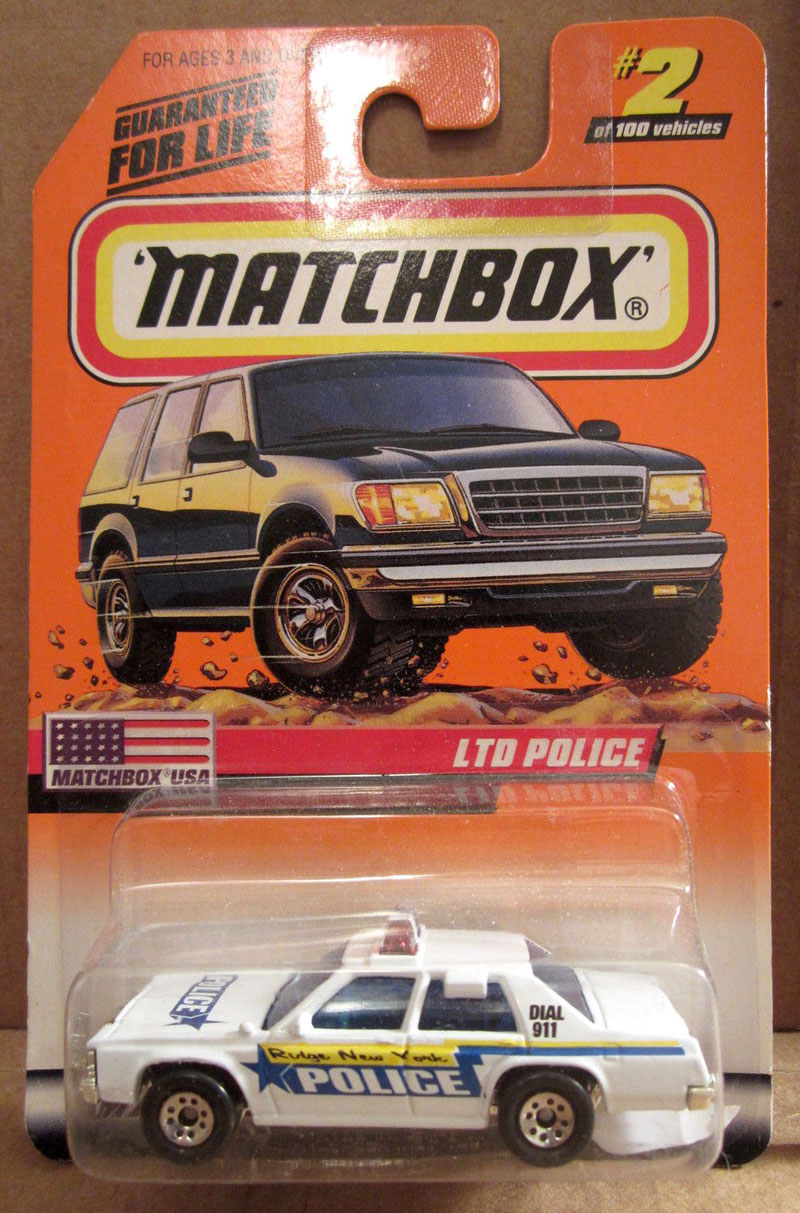 FOR AGES 3 AND OVER
GUARANTEED
FOR LIFE
#2
of 100 vehicles
'MATCHBOX'®
LTD POLICE
MATCHBOX® USA
POLICE
DIAL
911
Ridge New York
POLICE